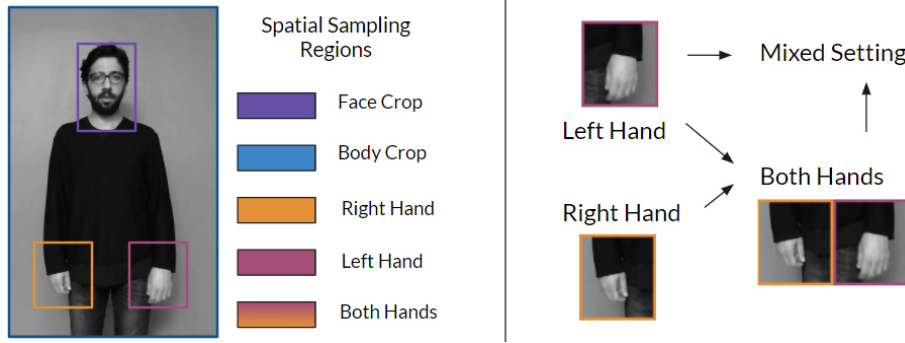 Spatial Sampling
Regions
Face Crop
Body Crop
Right Hand
Left Hand
Both Hands
Left Hand
Right Hand
Mixed Setting
Both Hands